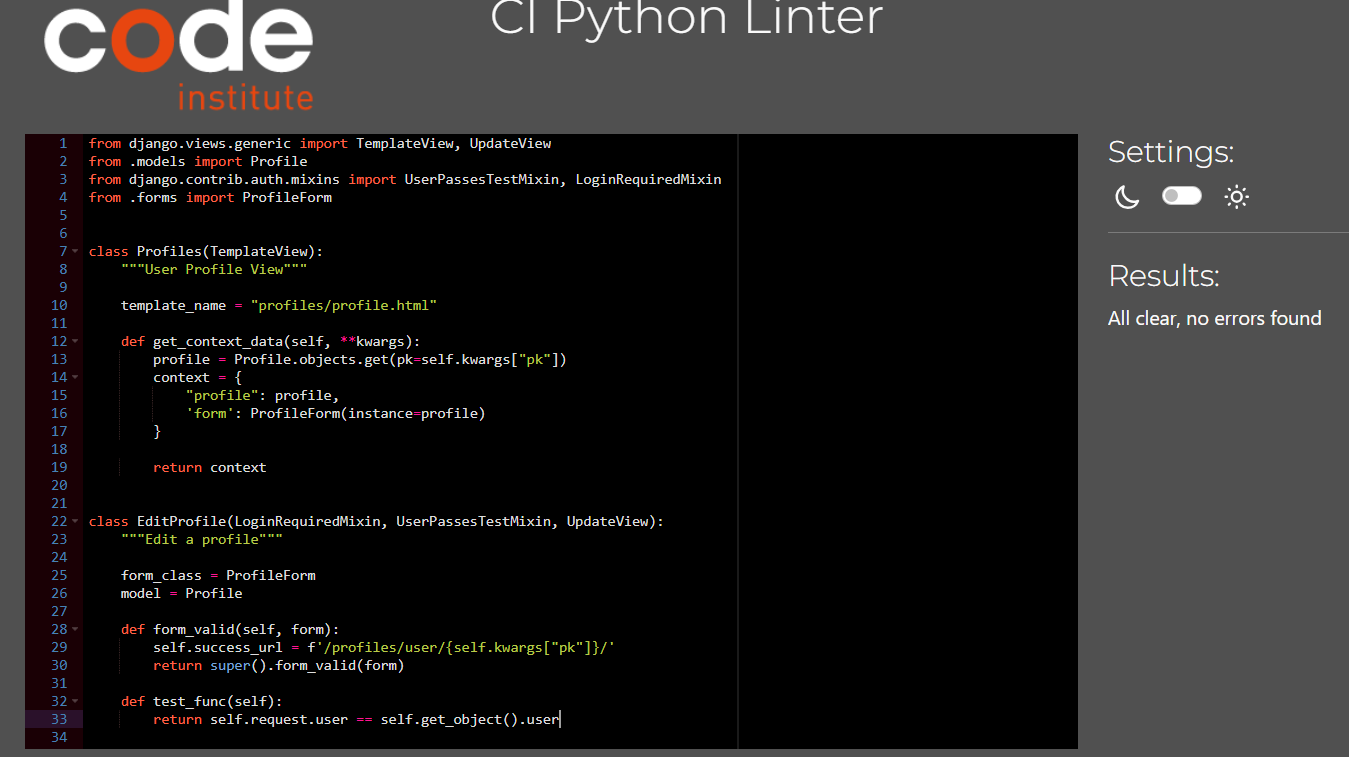 code
institute
CI Python Linter
1 from django.views.generic import TemplateView, UpdateView
2 from .models import Profile
3 from django.contrib.auth.mixins import UserPassesTestMixin, LoginRequiredMixin
4 from .forms import ProfileForm
5
6
7 class Profiles(TemplateView):
8     """User Profile View"""
9
10     template_name = "profiles/profile.html"
11
12     def get_context_data(self, **kwargs):
13         profile = Profile.objects.get(pk=self.kwargs["pk"])
14         context = {
15             "profile": profile,
16             'form': ProfileForm(instance=profile)
17         }
18
19         return context
20
21
22 class EditProfile(LoginRequiredMixin, UserPassesTestMixin, UpdateView):
23     """Edit a profile"""
24
25     form_class = ProfileForm
26     model = Profile
27
28     def form_valid(self, form):
29         self.success_url = f'/profiles/user/{self.kwargs["pk"]}/'
30         return super().form_valid(form)
31
32     def test_func(self):
33         return self.request.user == self.get_object().user
34
Settings:
Results:
All clear, no errors found